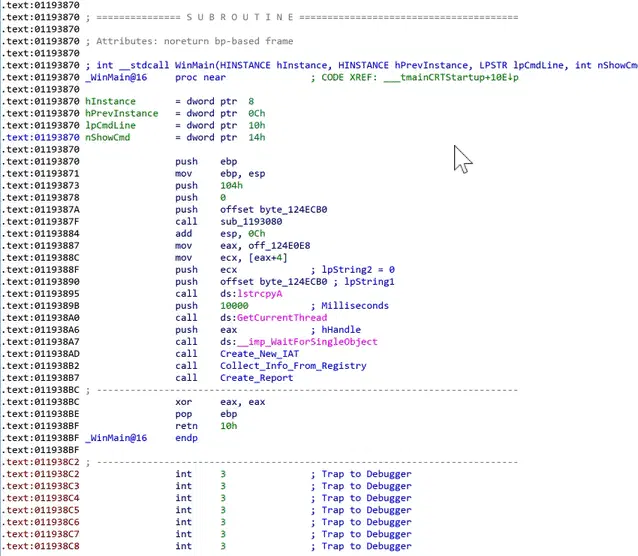 .text:01193870
.text:01193870 ; =============== S U B R O U T I N E =======================================
.text:01193870
.text:01193870 ; Attributes: noreturn bp-based frame
.text:01193870
.text:01193870 ; int __stdcall WinMain(HINSTANCE hInstance, HINSTANCE hPrevInstance, LPSTR lpCmdLine, int nShowCm
.text:01193870 _WinMain@16 proc near ; CODE XREF: ___tmainCRTStartup+10E↓p
.text:01193870
.text:01193870 hInstance = dword ptr 8
.text:01193870 hPrevInstance = dword ptr 0Ch
.text:01193870 lpCmdLine = dword ptr 10h
.text:01193870 nShowCmd = dword ptr 14h
.text:01193870
.text:01193870 push ebp
.text:01193871 mov ebp, esp
.text:01193873 push 104h
.text:01193878 push 0
.text:0119387A push offset byte_124ECB0
.text:0119387F call sub_1193080
.text:01193884 add esp, 0Ch
.text:01193887 mov eax, off_124E0E8
.text:0119388C mov ecx, [eax+4]
.text:0119388F push ecx ; lpString2 = 0
.text:01193890 push offset byte_124ECB0 ; lpString1
.text:01193895 call ds:lstrcpyA
.text:0119389B push 10000 ; Milliseconds
.text:011938A0 call ds:GetCurrentThread
.text:011938A6 push eax ; hHandle
.text:011938A7 call ds:__imp_WaitForSingleObject
.text:011938AD call Create_New_IAT
.text:011938B2 call Collect_Info_From_Registry
.text:011938B7 call Create_Report
.text:011938BC ; ---------------------------------------------------------------------------
.text:011938BC xor eax, eax
.text:011938BE pop ebp
.text:011938BF retn 10h
.text:011938BF _WinMain@16 endp
.text:011938BF
.text:011938C2 ; ---------------------------------------------------------------------------
.text:011938C2 int 3 ; Trap to Debugger
.text:011938C3 int 3 ; Trap to Debugger
.text:011938C4 int 3 ; Trap to Debugger
.text:011938C5 int 3 ; Trap to Debugger
.text:011938C6 int 3 ; Trap to Debugger
.text:011938C7 int 3 ; Trap to Debugger
.text:011938C8 int 3 ; Trap to Debugger